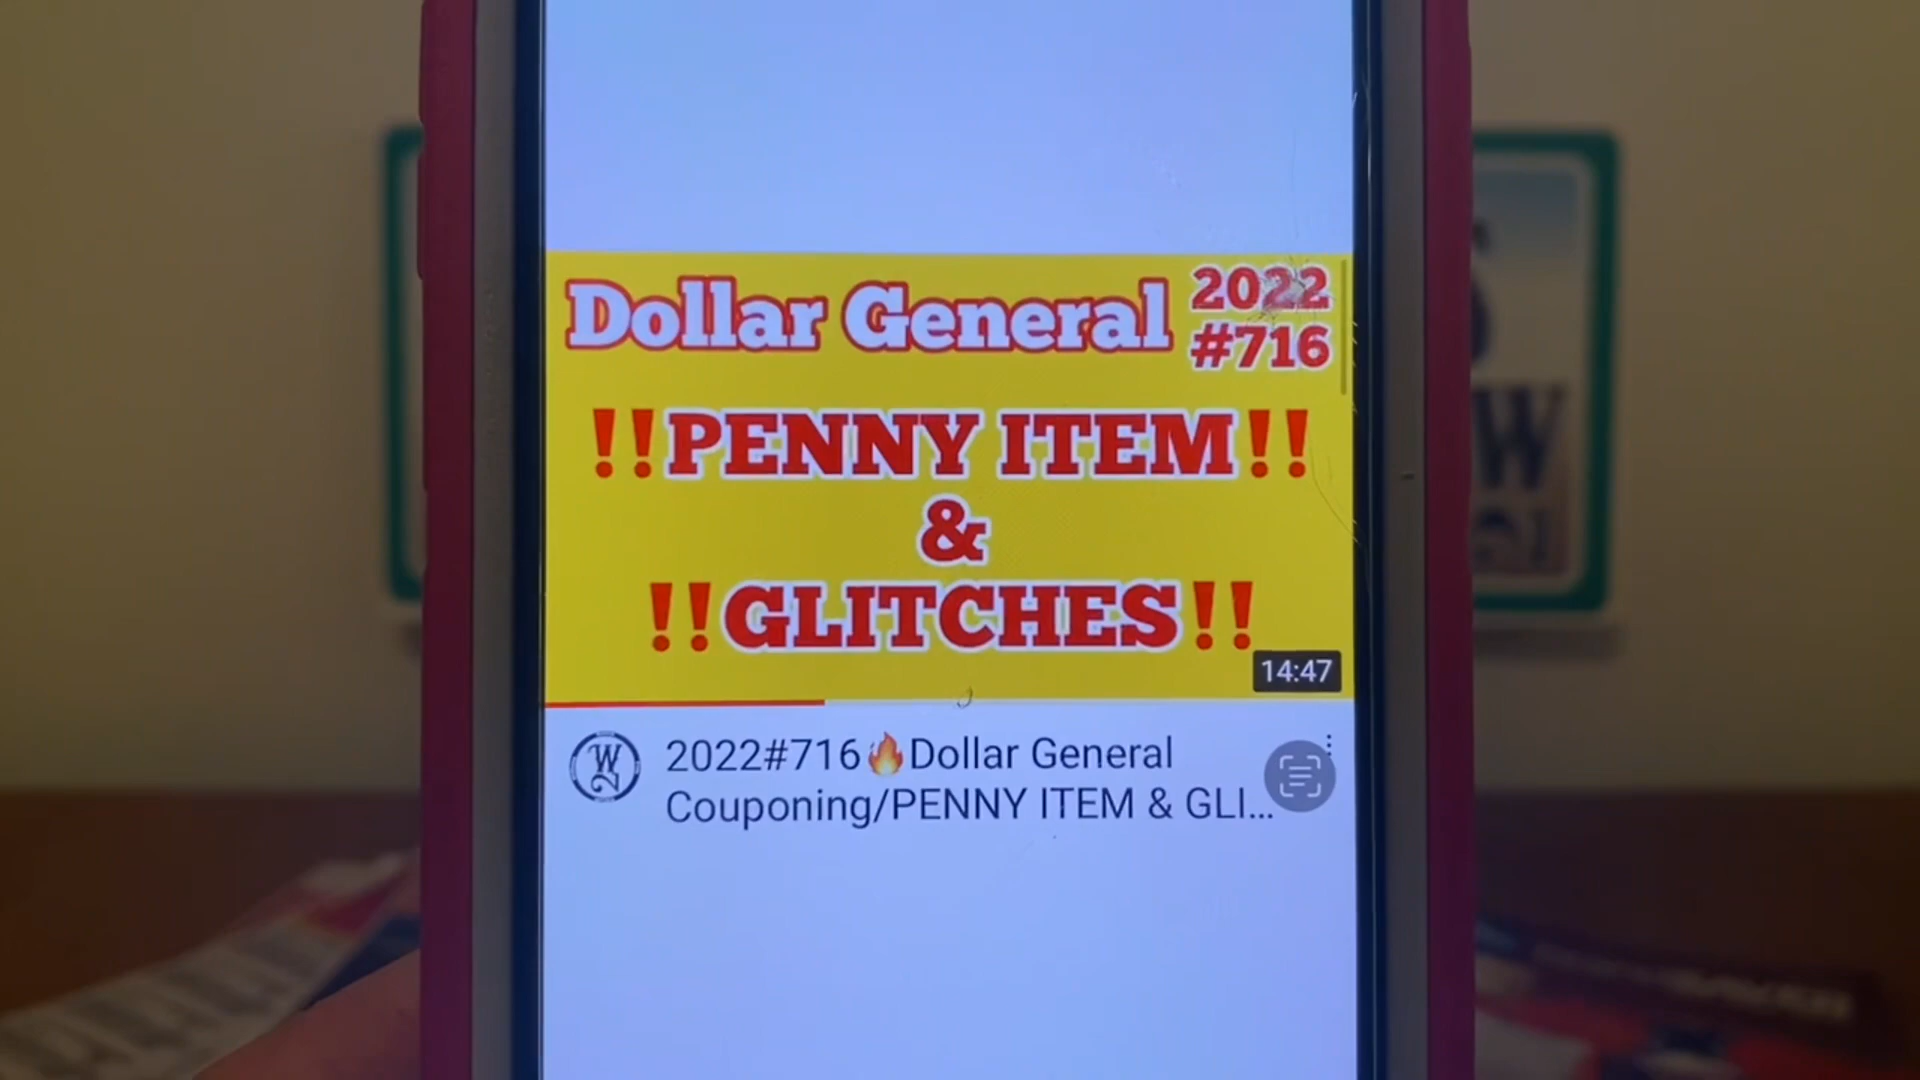 Dollar General
2022
#716
‼PENNY ITEM‼
&
‼GLITCHES‼
14:47
W
2022#716🔥Dollar General
Couponing/PENNY ITEM & GLI...
W